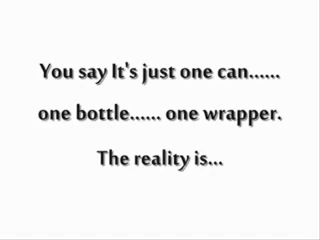 You say It's just one can......
one bottle...... one wrapper.
The reality is...